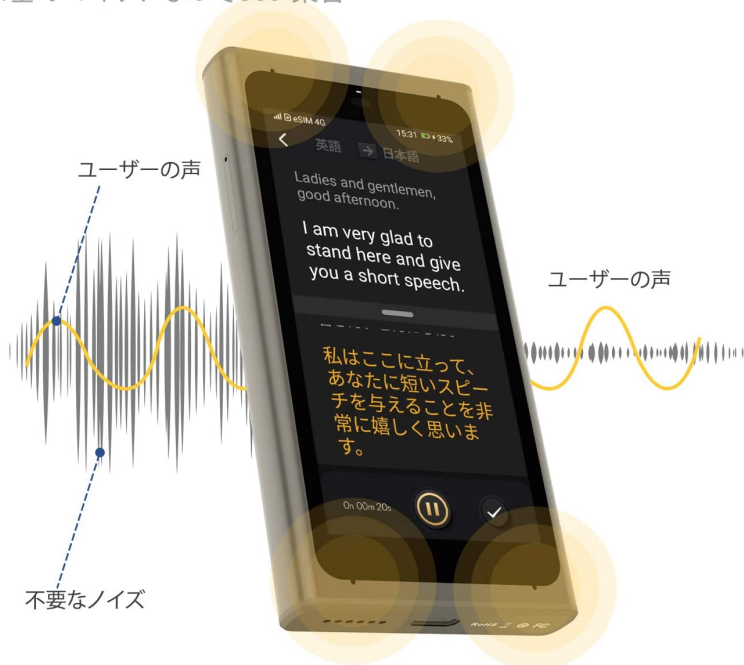 ユーザーの声
eSIM 4G
15:31 33%
英語 → 日本語
Ladies and gentlemen,
good afternoon.
I am very glad to
stand here and give
you a short speech.
私はここに立って、
あなたに短いスピー
チを与えることを非
常に嬉しく思いま
す。
0h 00m 20s
ユーザーの声
不要なノイズ
RoHS